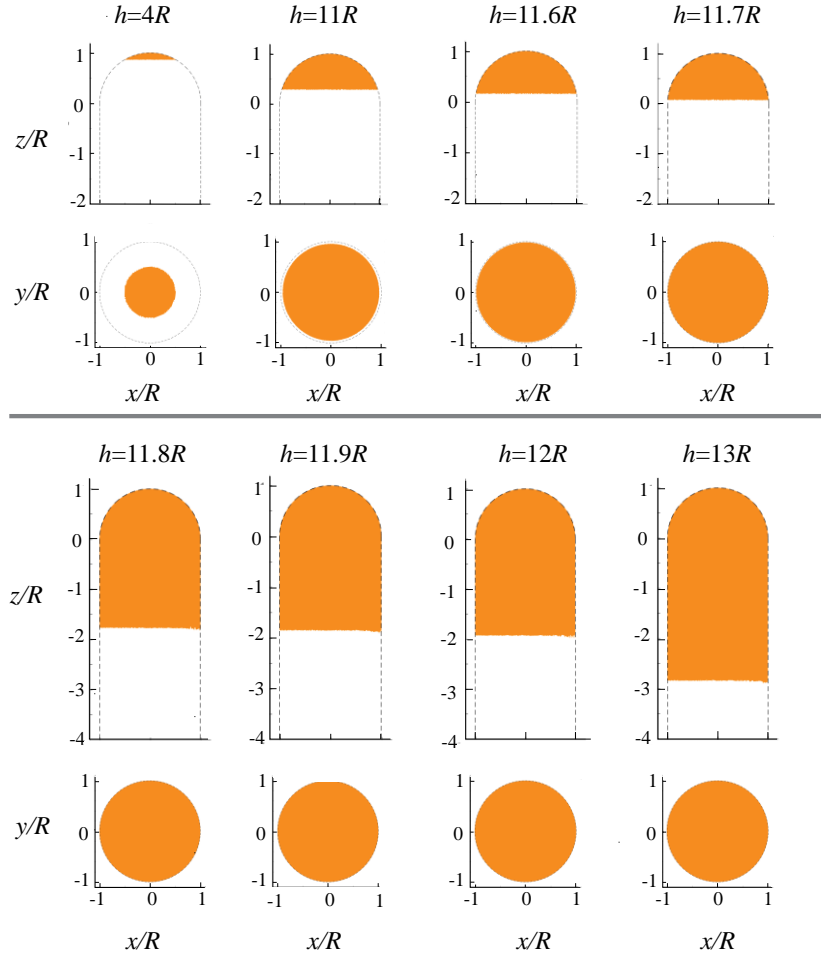 h=4R h=11R h=11.6R h=11.7R
1 1 1 1
0 0 0 0
z/R
-1 -1 -1 -1
-2 -2 -2 -2
1 1 1 1
y/R 0 0 0 0
-1 -1 -1 -1
-1 0 1 -1 0 1 -1 0 1 -1 0 1
x/R x/R x/R x/R
h=11.8R h=11.9R h=12R h=13R
1 1 1 1
0 0 0 0
z/R -1 -1 -1 -1
-2 -2 -2 -2
-3 -3 -3 -3
-4 -4 -4 -4
1 1 1 1
y/R 0 0 0 0
-1 -1 -1 -1
-1 0 1 -1 0 1 -1 0 1 -1 0 1
x/R x/R x/R x/R